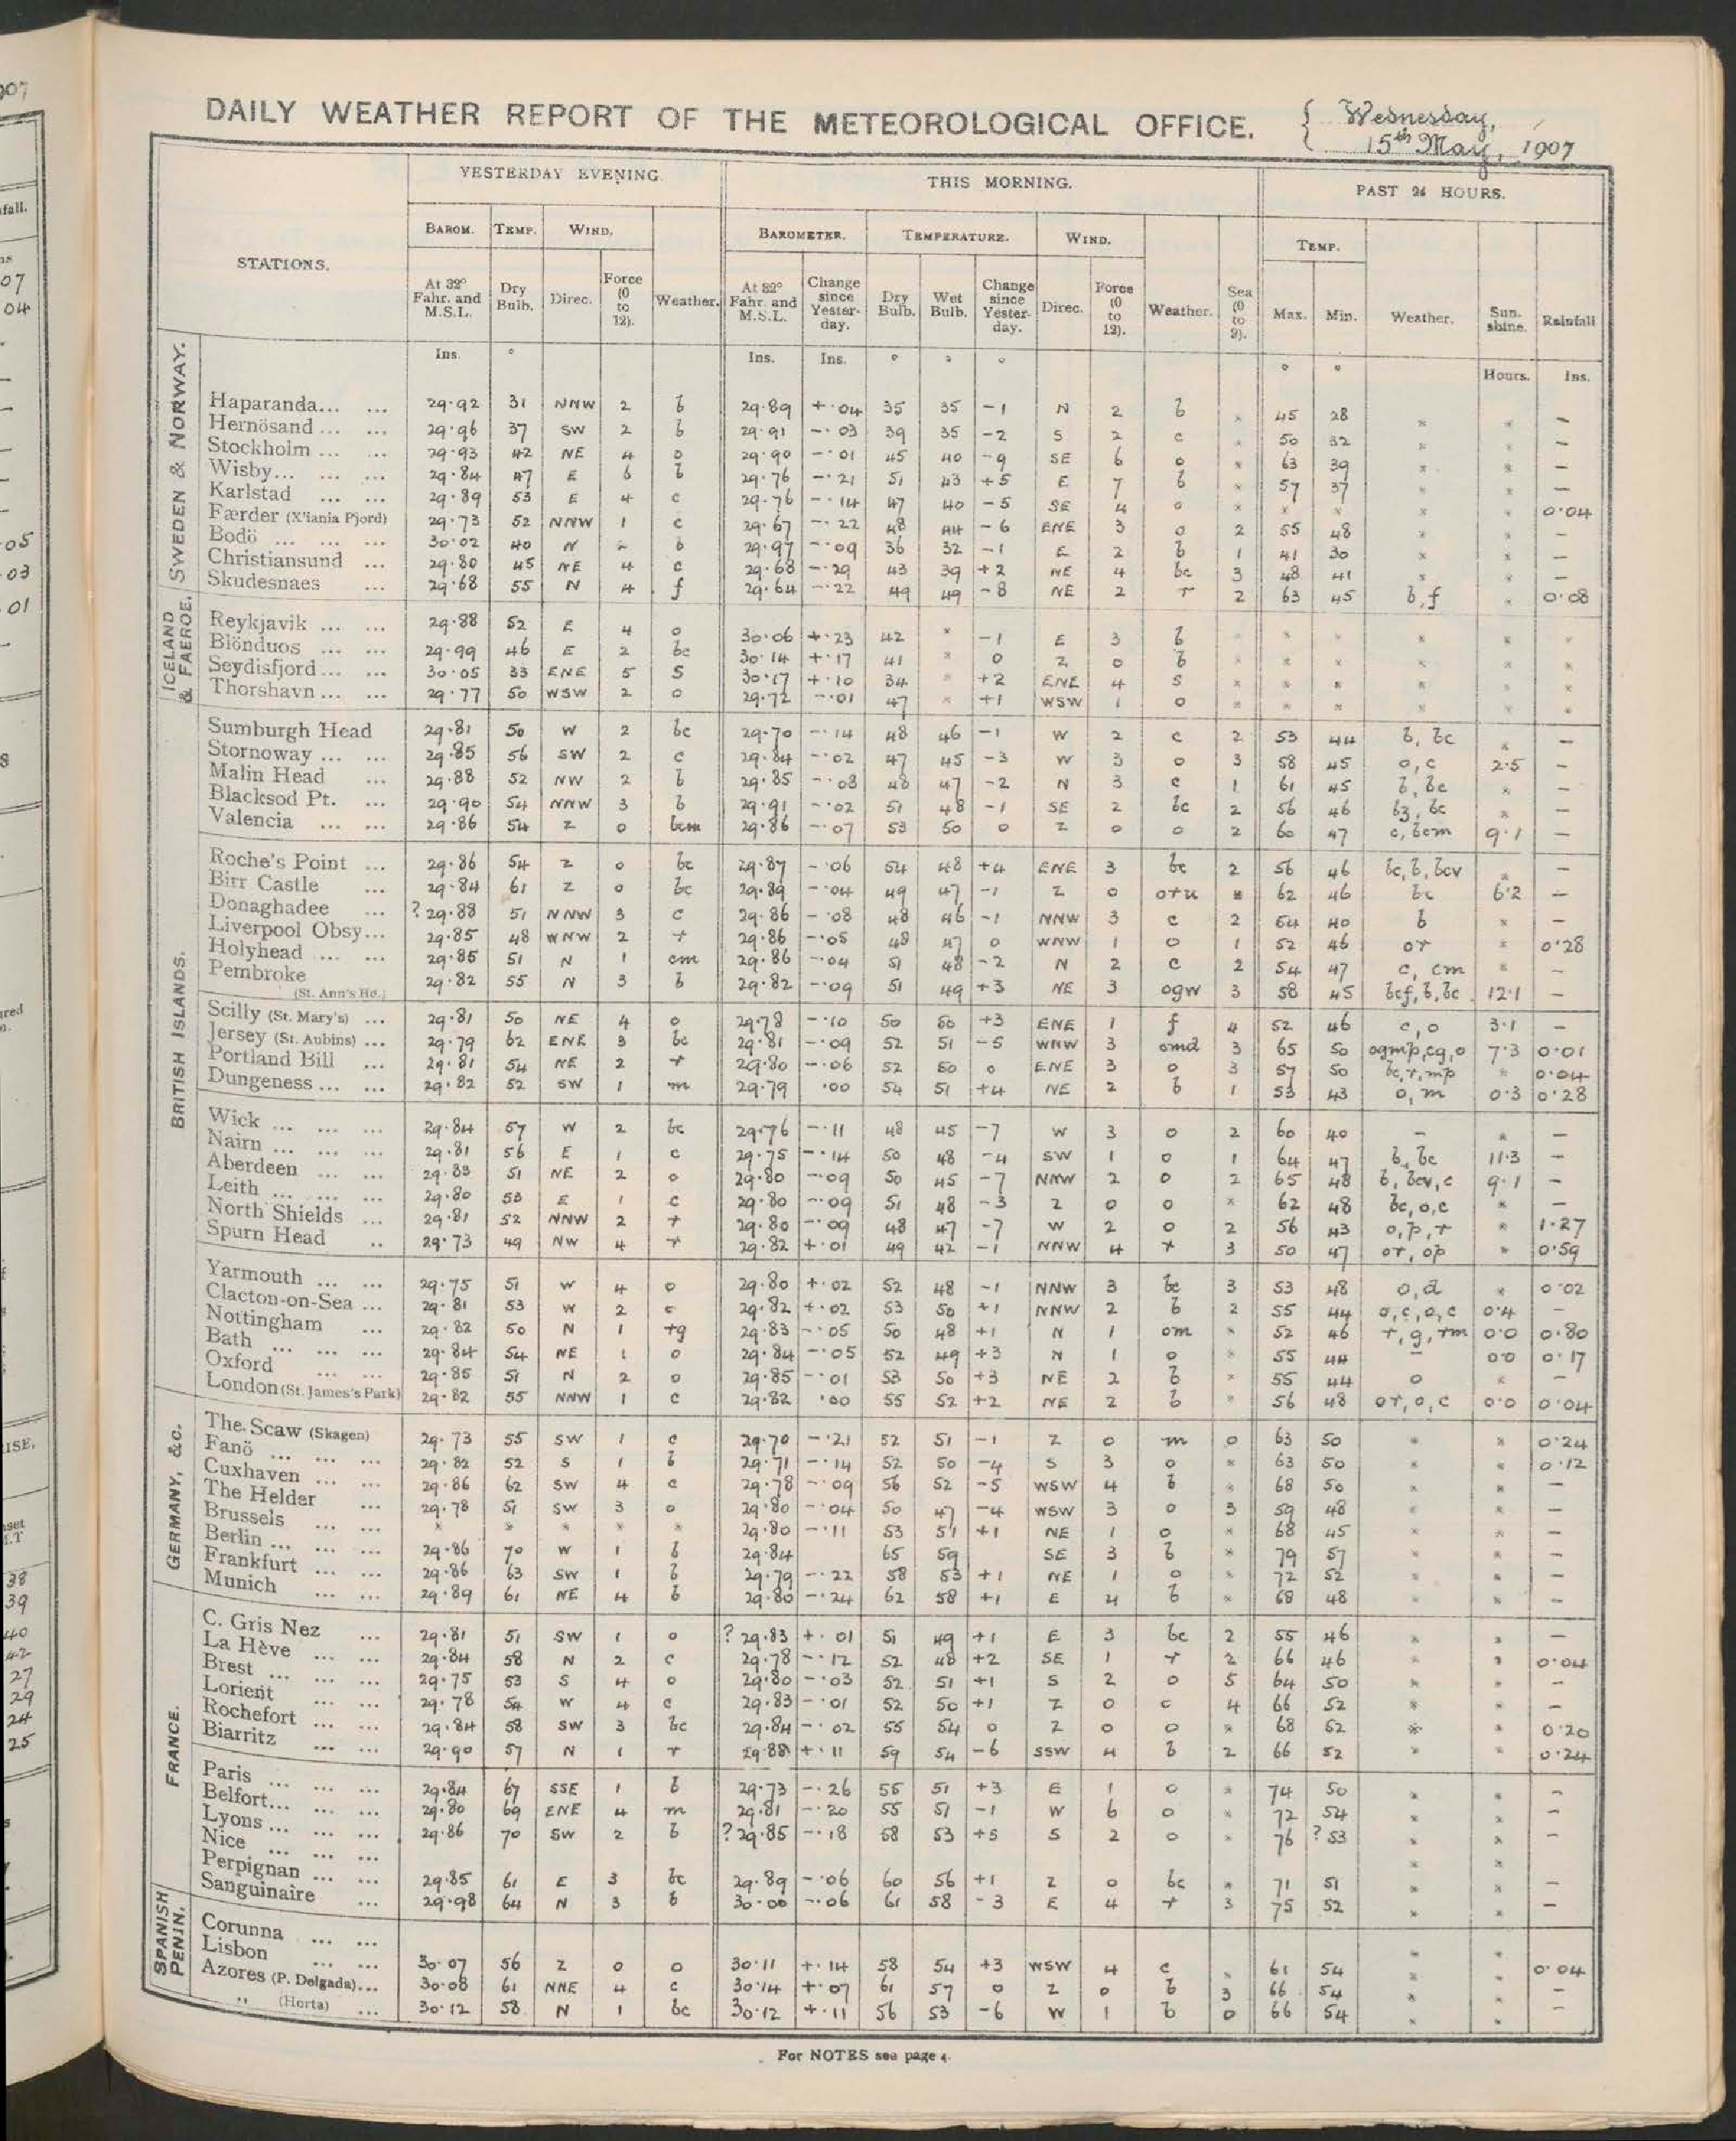 DAILY WEATHER REPORT OF THE METEOROLOGICAL OFFICE. { Wednesday,
15th May, 1907
STATIONS. YESTERDAY EVENING. THIS MORNING. PAST 24 HOURS.
BAROM. TEMP. WIND. BAROMETER. TEMPERATURE. WIND. TEMP.
At 32° Fahr. and M.S.L. Dry Bulb. Direc. Force (0 to 12). Weather. At 32° Fahr. and M.S.L. Change since Yester-day. Dry Bulb. Wet Bulb. Change since Yester-day. Direc. Force (0 to 12). Weather. Sea (0 to 9). Max. Min. Weather. Sun-shine. Rainfall
Ins. ° Ins. Ins. ° ° ° ° ° Hours. Ins.
SWEDEN & NORWAY.
Haparanda... ... 29.92 31 NNW 2 b 29.89 +.04 35 35 -1 N 2 b * 45 28 * * —
Hernösand ... ... 29.96 37 SW 2 b 29.91 -.03 39 35 -2 S 2 c * 50 32 * * —
Stockholm ... ... 29.93 42 NE 4 o 29.90 -.01 45 40 -9 SE 6 o * 63 39 * * —
Wisby... ... ... 29.84 47 E 6 b 29.76 -.21 51 43 +5 E 7 b * 57 37 * * —
Karlstad ... ... 29.89 53 E 4 c 29.76 -.14 47 40 -5 SE 4 o * * * * * 0.04
Færder (X'iania Fjord) 29.73 52 NNW 1 c 29.67 -.22 48 44 -6 ENE 3 o 2 55 48 * * —
Bodö ... ... ... 30.02 40 N 2 b 29.97 -.09 36 32 -1 E 2 b 1 41 30 * * —
Christiansund ... 29.80 45 NE 4 c 29.68 -.29 43 39 +2 NE 4 bc 3 48 41 * * —
Skudesnaes ... 29.68 55 N 4 f 29.64 -.22 49 49 -8 NE 2 r 2 63 45 b,f * 0.08
ICELAND & FAEROE.
Reykjavik ... ... 29.88 52 E 4 o 30.06 +.23 42 * -1 E 3 b * * * * * *
Blönduos ... ... 29.99 46 E 2 bc 30.14 +.17 41 * 0 Z 0 b * * * * * *
Seydisfjord ... ... 30.05 33 ENE 5 S 30.17 +.10 34 * +2 ENE 4 s * * * * * *
Thorshavn ... ... 29.77 50 WSW 2 o 29.72 -.01 47 * +1 WSW 1 o * * * * * *
BRITISH ISLANDS.
Sumburgh Head 29.81 50 W 2 bc 29.70 -.14 48 46 -1 W 2 c 2 53 44 b, bc * —
Stornoway ... ... 29.85 56 SW 2 c 29.84 -.02 47 45 -3 W 3 o 3 58 45 o,c 2.5 —
Malin Head ... 29.88 52 NW 2 b 29.85 -.03 48 47 -2 N 3 c 1 61 45 b, bc * —
Blacksod Pt. ... 29.90 54 NNW 3 b 29.91 -.02 51 48 -1 SE 2 bc 2 56 46 bz, bc * —
Valencia ... ... 29.86 54 Z 0 bcm 29.86 -.07 53 50 0 Z 0 o 2 60 47 c, bcm 9.1 —
Roche's Point ... 29.86 54 Z 0 bc 29.87 -.06 54 48 +4 ENE 3 bc 2 56 46 bc, b, bcv * —
Birr Castle ... 29.84 61 Z 0 bc 29.89 -.04 49 47 -1 Z 0 oru * 62 46 bc 6.2 —
Donaghadee ... ? 29.88 51 NNW 3 c 29.86 -.08 48 46 -1 NNW 3 c 2 54 40 b * —
Liverpool Obsy... 29.85 48 WNW 2 r 29.86 -.05 48 47 0 WNW 1 o 1 52 46 or * 0.28
Holyhead ... ... 29.85 51 N 1 cm 29.86 -.04 51 48 -2 N 2 c 2 54 47 c, cm * —
Pembroke (St. Ann's Hd.) 29.82 55 N 3 b 29.82 -.09 51 49 +3 NE 3 ogw 3 58 45 bcf, b, bc 12.1 —
Scilly (St. Mary's) ... 29.81 50 NE 4 o 29.78 -.10 50 50 +3 ENE 1 f 4 52 46 c, o 3.1 —
Jersey (St. Aubins) ... 29.79 62 ENE 3 bc 29.81 -.09 52 51 -5 WNW 3 omd 3 65 50 ogmp, cg, o 7.3 0.01
Portland Bill ... 29.81 54 NE 2 r 29.80 -.06 52 50 0 ENE 3 o 3 57 50 bc, r, mp * 0.04
Dungeness ... ... 29.82 52 SW 1 m 29.79 .00 54 51 +4 NE 2 b 1 53 43 o, m 0.3 0.28
Wick ... ... ... 29.84 57 W 2 bc 29.76 -.11 48 45 -7 W 3 o 2 60 40 — * —
Nairn ... ... ... 29.81 56 E 1 c 29.75 -.14 50 48 -4 SW 1 o 1 64 47 b, bc 11.3 —
Aberdeen ... ... 29.83 51 NE 2 o 29.80 -.09 50 45 -7 NNW 2 o 2 65 48 b, bcv, c 9.1 —
Leith ... ... ... 29.80 58 E 1 c 29.80 -.09 51 48 -3 Z 0 o * 62 48 bc, o, c * —
North Shields ... 29.81 52 NNW 2 r 29.80 -.09 48 47 -7 W 2 o 2 56 43 o, p, r * 1.27
Spurn Head .. 29.73 49 NW 4 r 29.82 +.01 49 42 -1 NNW 4 r 3 50 47 or, op * 0.59
Yarmouth ... ... 29.75 51 W 4 o 29.80 +.02 52 48 -1 NNW 3 bc 3 53 48 o, d * 0.02
Clacton-on-Sea ... 29.81 53 W 2 c 29.82 +.02 53 50 +1 NNW 2 b 2 55 44 o, c, o, c 0.4 —
Nottingham ... 29.82 50 N 1 rg 29.83 -.05 50 48 +1 N 1 om * 52 46 r, g, rm 0.0 0.80
Bath ... ... ... 29.84 54 NE 1 o 29.84 -.05 52 49 +3 N 1 o * 55 44 — 0.0 0.17
Oxford ... ... 29.85 51 N 2 o 29.85 -.01 53 50 +3 NE 2 b * 55 44 o * —
London (St. James's Park) 29.82 55 NNW 1 c 29.82 .00 55 52 +2 NE 2 b * 56 48 or, o, c 0.0 0.04
GERMANY, &c.
The Scaw (Skagen) 29.73 55 SW 1 c 29.70 -.21 52 51 -1 Z 0 m 0 63 50 * * 0.24
Fanö ... ... ... 29.82 52 S 1 b 29.71 -.14 52 50 -4 S 3 o * 63 50 * * 0.12
Cuxhaven ... ... 29.86 62 SW 4 c 29.78 -.09 56 52 -5 WSW 4 b * 68 50 * * —
The Helder ... 29.78 51 SW 3 o 29.80 -.04 50 47 -4 WSW 3 o 3 59 48 * * —
Brussels ... ... * * * * * 29.80 -.11 53 51 +1 NE 1 o * 68 45 * * —
Berlin ... ... ... 29.86 70 W 1 b 29.84 65 59 SE 3 b * 79 57 * * —
Frankfurt ... ... 29.86 63 SW 1 b 29.79 -.22 58 53 +1 NE 1 o * 72 52 * * —
Munich ... ... 29.89 61 NE 4 b 29.80 -.24 62 58 +1 E 4 b * 68 48 * * —
FRANCE.
C. Gris Nez ... 29.81 51 SW 1 o ? 29.83 +.01 51 49 +1 E 3 bc 2 55 46 * * —
La Hève ... ... 29.84 58 N 2 c 29.78 -.12 52 48 +2 SE 1 r 2 66 46 * * 0.04
Brest ... ... ... 29.75 53 S 4 o 29.80 -.03 52 51 +1 S 2 o 5 64 50 * * —
Lorient ... ... 29.78 54 W 4 c 29.83 -.01 52 50 +1 Z 0 c 4 66 52 * * —
Rochefort ... ... 29.84 58 SW 3 bc 29.84 -.02 55 54 0 Z 0 o * 68 52 * * 0.20
Biarritz ... ... 29.90 57 N 1 r 29.88 +.11 59 54 -6 SSW 4 b 2 66 52 * * 0.24
Paris ... ... ... 29.84 67 SSE 1 b 29.73 -.26 55 51 +3 E 1 o * 74 50 * * —
Belfort... ... ... 29.80 69 ENE 4 m 29.81 -.20 55 51 -1 W 6 o * 72 54 * * —
Lyons ... ... ... 29.86 70 SW 2 b ? 29.85 -.18 58 53 +5 S 2 o * 76 ? 53 * * —
Nice ... ... ... * *
Perpignan ... ... 29.85 61 E 3 bc 29.89 -.06 60 56 +1 Z 0 bc * 71 51 * * —
Sanguinaire ... 29.98 64 N 3 b 30.00 -.06 61 58 -3 E 4 r 3 75 52 * * —
SPANISH PENIN.
Corunna ... ... * *
Lisbon ... ... 30.07 56 Z 0 o 30.11 +.14 58 54 +3 WSW 4 c * 61 54 * * 0.04
Azores (P. Delgada)... 30.08 61 NNE 4 c 30.14 +.07 61 57 0 Z 0 b 3 66 54 * * —
" (Horta) ... 30.12 58 N 1 bc 30.12 +.11 56 53 -6 W 1 b 0 66 54 * * —
For NOTES see page 4.